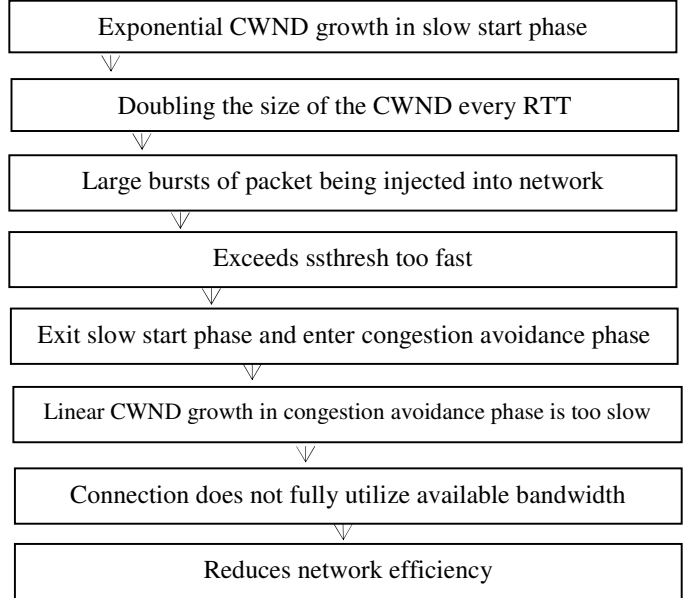 Exponential CWND growth in slow start phase
Doubling the size of the CWND every RTT
Large bursts of packet being injected into network
Exceeds ssthresh too fast
Exit slow start phase and enter congestion avoidance phase
Linear CWND growth in congestion avoidance phase is too slow
Connection does not fully utilize available bandwidth
Reduces network efficiency